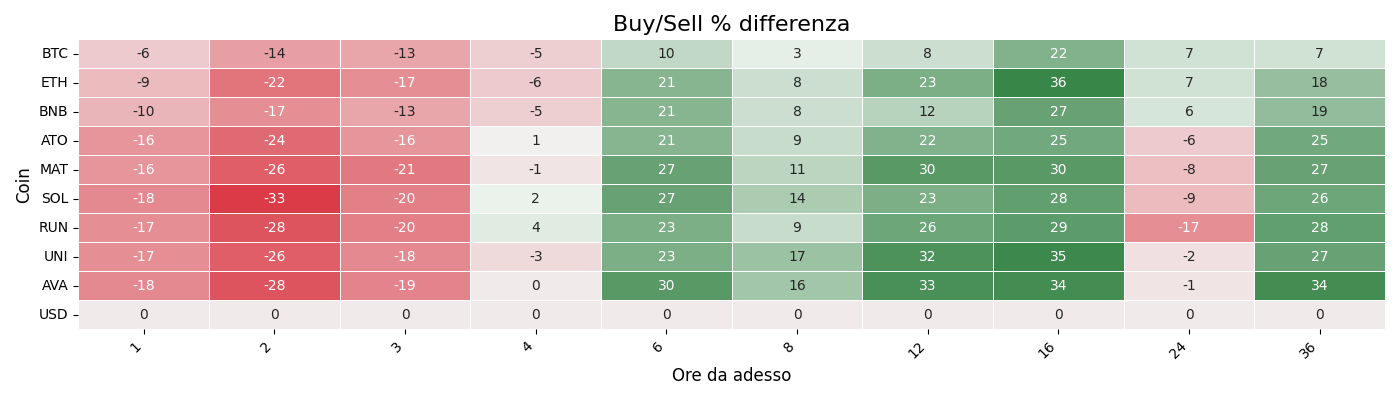 Buy/Sell % differenza
Coin
BTC -6 -14 -13 -5 10 3 8 22 7 7
ETH -9 -22 -17 -6 21 8 23 36 7 18
BNB -10 -17 -13 -5 21 8 12 27 6 19
ATO -16 -24 -16 1 21 9 22 25 -6 25
MAT -16 -26 -21 -1 27 11 30 30 -8 27
SOL -18 -33 -20 2 27 14 23 28 -9 26
RUN -17 -28 -20 4 23 9 26 29 -17 28
UNI -17 -26 -18 -3 23 17 32 35 -2 27
AVA -18 -28 -19 0 30 16 33 34 -1 34
USD 0 0 0 0 0 0 0 0 0 0
1 2 3 4 6 8 12 16 24 36
Ore da adesso